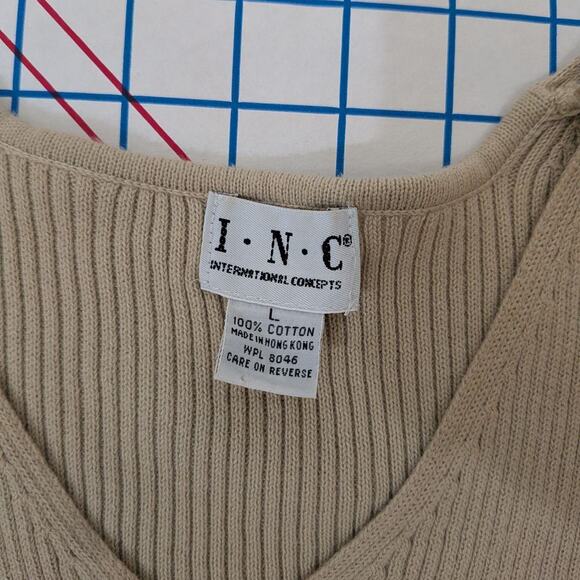 I·N·C®
INTERNATIONAL CONCEPTS
L
100% COTTON
MADE IN HONG KONG
WPL 8046
CARE ON REVERSE